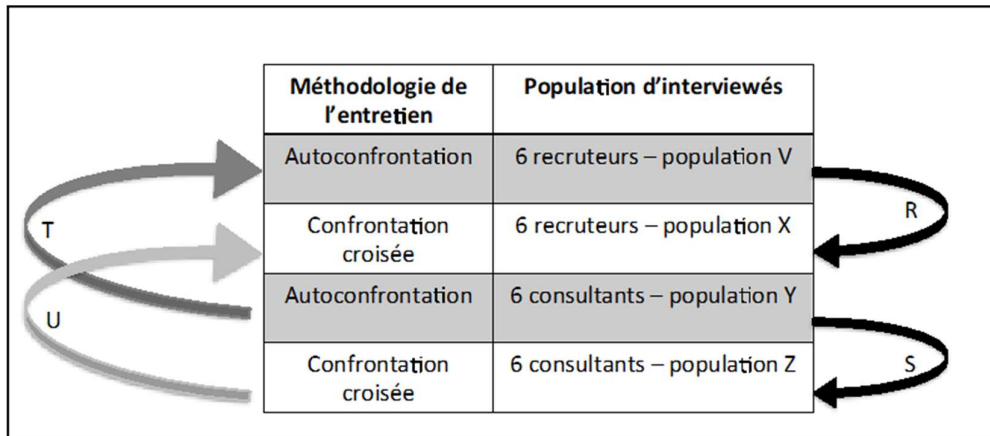 Méthodologie de
l'entretien
Population d'interviewés
Autoconfrontation
6 recruteurs – population V
T
R
Confrontation
croisée
6 recruteurs – population X
Autoconfrontation
6 consultants – population Y
U
Confrontation
croisée
6 consultants – population Z
S